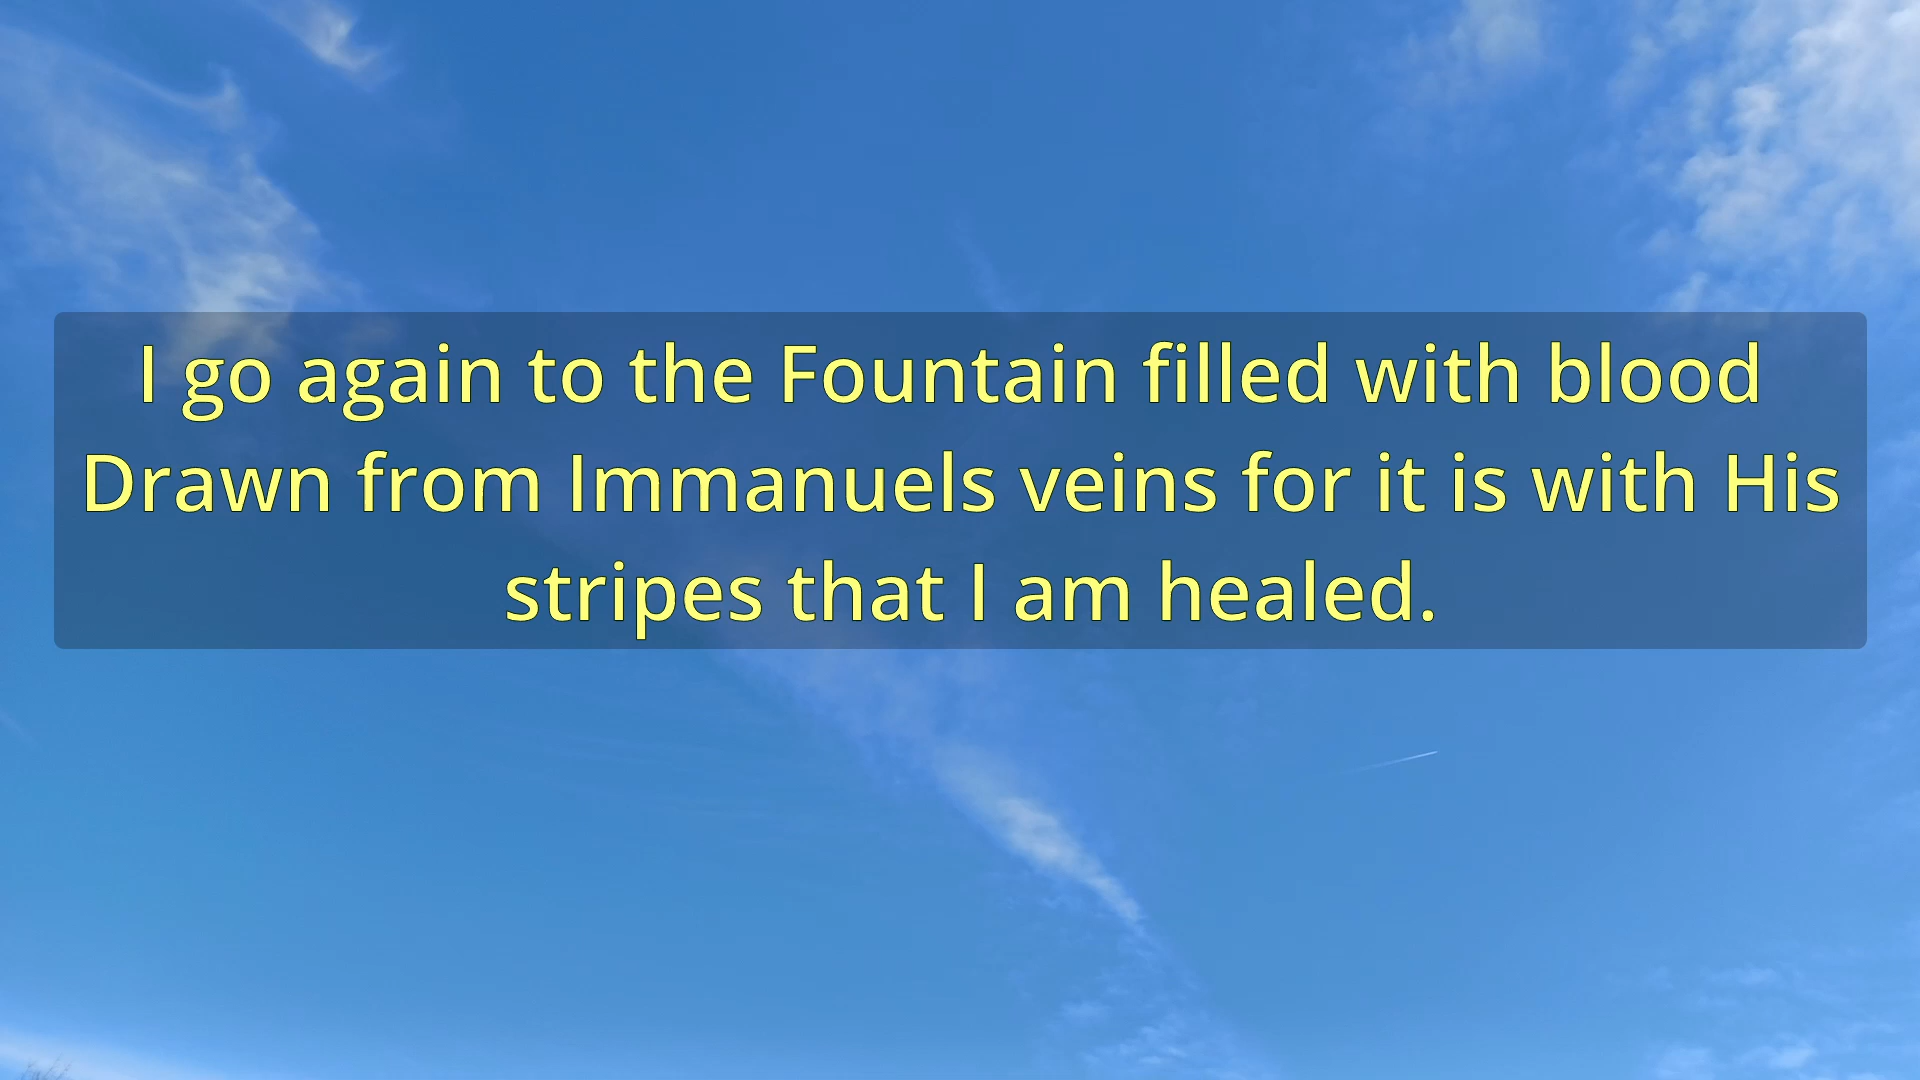 I go again to the Fountain filled with blood
Drawn from Immanuels veins for it is with His
stripes that I am healed.